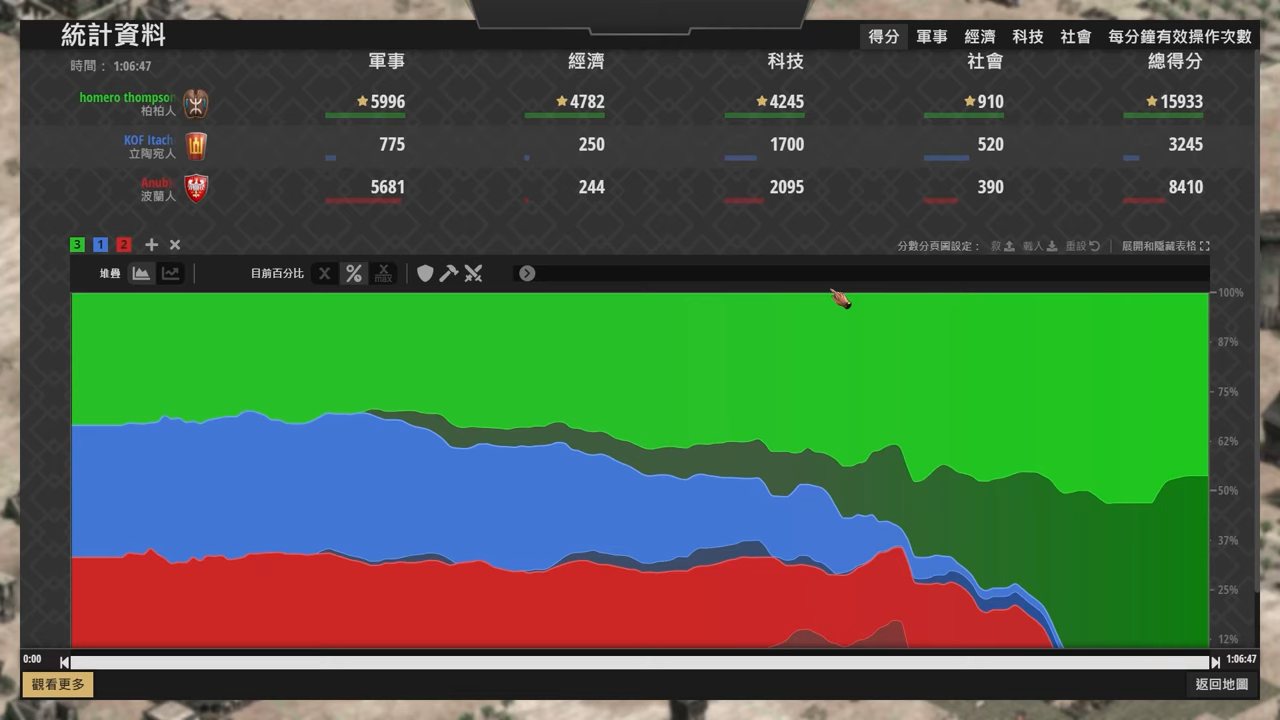 統計資料
得分 軍事 經濟 科技 社會 每分鐘有效操作次數
時間： 1:06:47 軍事 經濟 科技 社會 總得分
homero thompson
柏柏人 5996 4782 4245 910 15933
KOF Itach
立陶宛人 775 250 1700 520 3245
Anubi
波蘭人 5681 244 2095 390 8410
3 1 2
分數分頁圖設定： 載入 重設 展開和隱藏表格
堆疊 目前百分比 X % X max
100%
87%
75%
62%
50%
37%
25%
12%
0:00 1:06:47
觀看更多 返回地圖